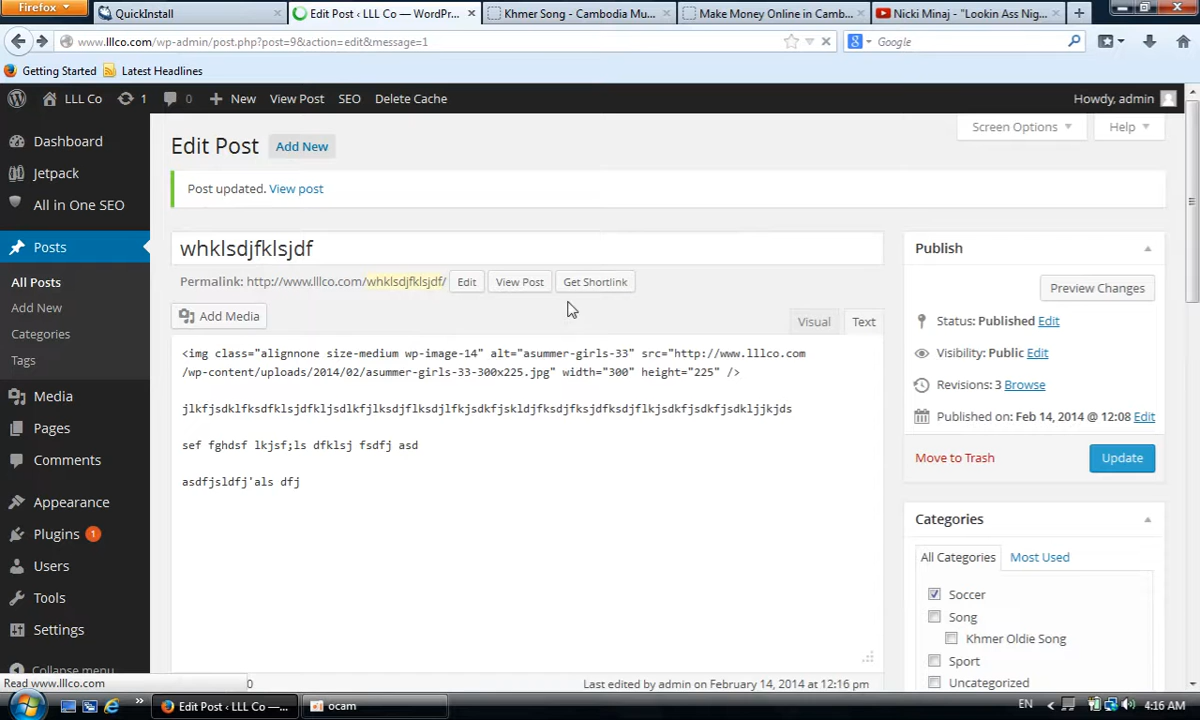 Firefox
QuickInstall
Edit Post ‹ LLL Co — WordPr...
Khmer Song - Cambodia Mu...
Make Money Online in Camb...
Nicki Minaj - "Lookin Ass Nig...
www.lllco.com/wp-admin/post.php?post=9&action=edit&message=1
Google
Getting Started
Latest Headlines
LLL Co
1
0
New
View Post
SEO
Delete Cache
Howdy, admin
Screen Options
Help
Dashboard
Jetpack
All in One SEO
Posts
All Posts
Add New
Categories
Tags
Media
Pages
Comments
Appearance
Plugins 1
Users
Tools
Settings
Collapse menu
Edit Post
Add New
Post updated. View post
whklsdjfklsjdf
Permalink: http://www.lllco.com/whklsdjfklsjdf/
Edit
View Post
Get Shortlink
Add Media
Visual
Text
<img class="alignnone size-medium wp-image-14" alt="asummer-girls-33" src="http://www.lllco.com
/wp-content/uploads/2014/02/asummer-girls-33-300x225.jpg" width="300" height="225" />
jlkfjsdklfksdfklsjdfkljsdlkfjlksdjflksdjlfkjsdkfjskldjfksdjfksjdfksdjflkjsdkfjsdkfjsdkljjkjds
sef fghdsf lkjsf;ls dfklsj fsdfj asd
asdfjsldfj'als dfj
0
Last edited by admin on February 14, 2014 at 12:16 pm
Publish
Preview Changes
Status: Published Edit
Visibility: Public Edit
Revisions: 3 Browse
Published on: Feb 14, 2014 @ 12:08 Edit
Move to Trash
Update
Categories
All Categories
Most Used
Soccer
Song
Khmer Oldie Song
Sport
Uncategorized
Read www.lllco.com
Edit Post ‹ LLL Co —...
ocam
EN
4:16 AM